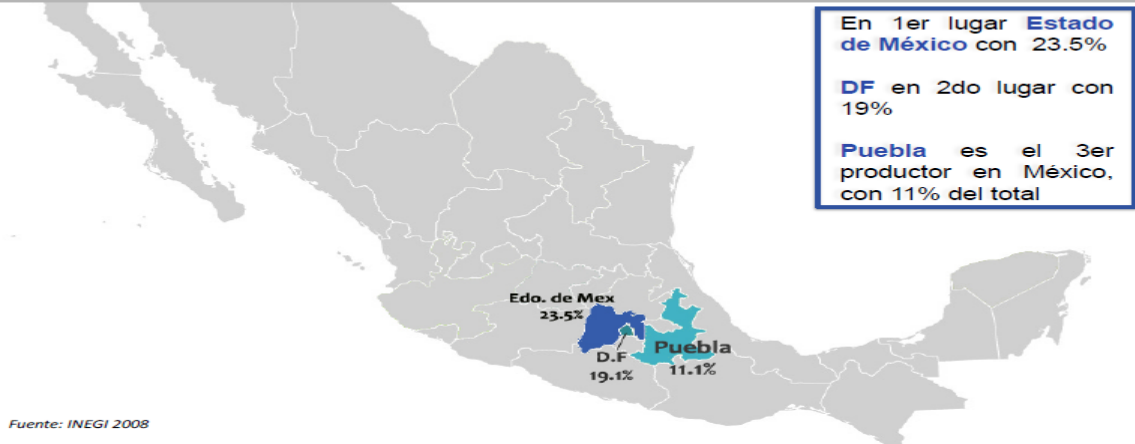 En 1er lugar Estado
de México con 23.5%
DF en 2do lugar con
19%
Puebla es el 3er
productor en México,
con 11% del total
Edo. de Mex
23.5%
D.F
19.1%
Puebla
11.1%
Fuente: INEGI 2008